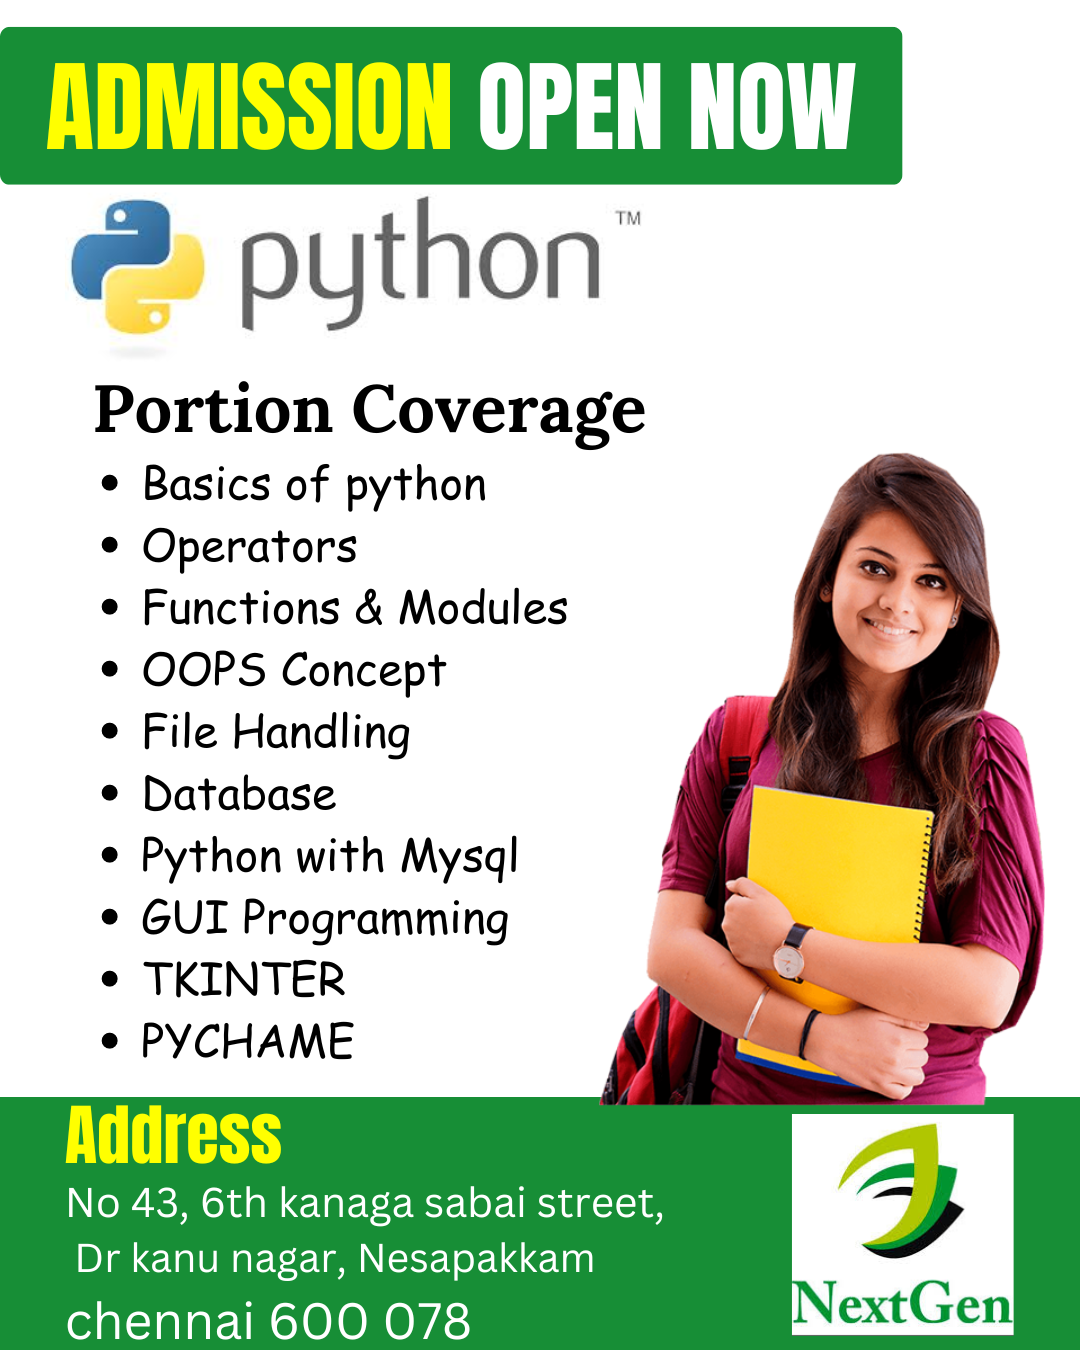 ADMISSION OPEN NOW
python™
Portion Coverage
• Basics of python
• Operators
• Functions & Modules
• OOPS Concept
• File Handling
• Database
• Python with Mysql
• GUI Programming
• TKINTER
• PYCHAME
Address
No 43, 6th kanaga sabai street,
Dr kanu nagar, Nesapakkam
chennai 600 078
NextGen